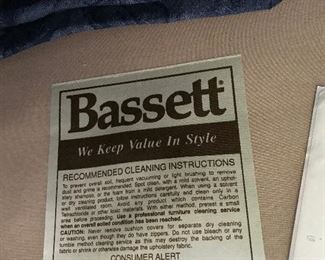 Bassett
We Keep Value In Style
RECOMMENDED CLEANING INSTRUCTIONS
To prevent overall soil, frequent vacuuming or light brushing to remove
dust and grime is recommended. Spot clean, with a mild solvent, an uphol-
stery shampoo, or the foam from a mild detergent. When using a solvent
or dry cleaning product, follow instructions carefully and clean only in a
well ventilated room. Avoid any product which contains Carbon
Tetrachloride or other toxic materials. With either method, pretest a small
area before proceeding. Use a professional furniture cleaning service
when an overall soiled condition has been reached.
CAUTION: Never remove cushion covers for separate dry cleaning
or washing, even though they do have zippers. Do not use bleach or any
tumble method cleaning service as this may destroy the backing of the
fabric or shrink or otherwise damage the upholstery fabric.
CONSUMER ALERT